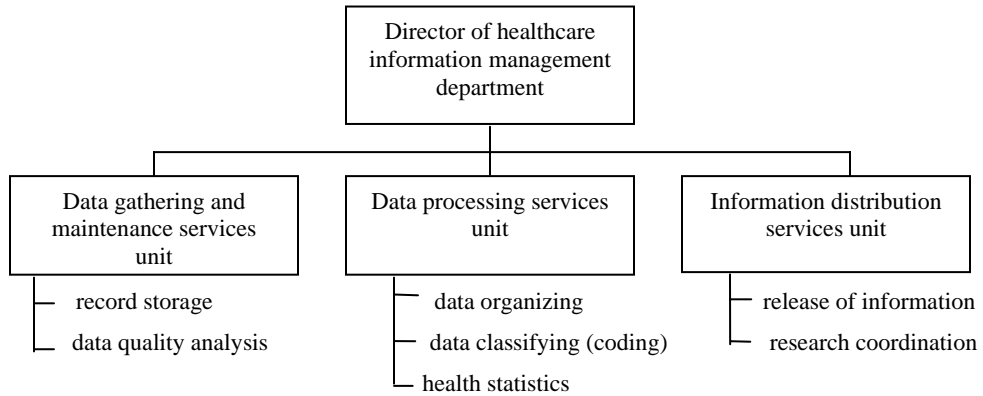 Director of healthcare
information management
department
Data gathering and
maintenance services
unit
record storage
data quality analysis
Data processing services
unit
data organizing
data classifying (coding)
health statistics
Information distribution
services unit
release of information
research coordination